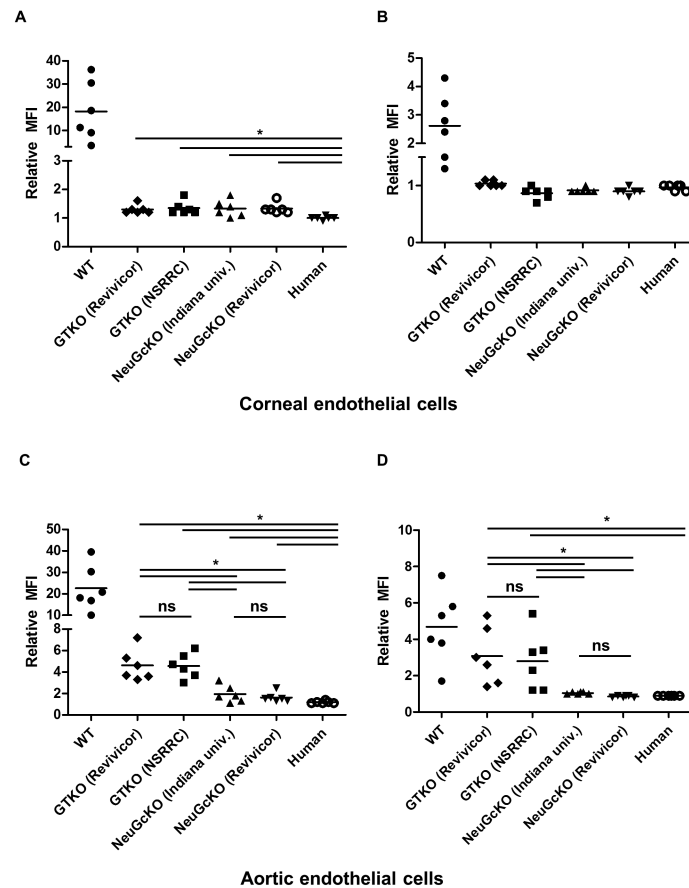 A
B
Relative MFI
40
30
20
10
3
2
1
0
*
WT
GTKO (Revivicor)
GTKO (NSRRC)
NeuGcKO (Indiana univ.)
NeuGcKO (Revivicor)
Human
Relative MFI
5
4
3
2
1
0
WT
GTKO (Revivicor)
GTKO (NSRRC)
NeuGcKO (Indiana univ.)
NeuGcKO (Revivicor)
Human
Corneal endothelial cells
C
D
Relative MFI
50
40
30
20
10
8
6
4
2
0
*
*
ns
ns
WT
GTKO (Revivicor)
GTKO (NSRRC)
NeuGcKO (Indiana univ.)
NeuGcKO (Revivicor)
Human
Relative MFI
10
8
6
4
2
0
*
*
ns
ns
WT
GTKO (Revivicor)
GTKO (NSRRC)
NeuGcKO (Indiana univ.)
NeuGcKO (Revivicor)
Human
Aortic endothelial cells